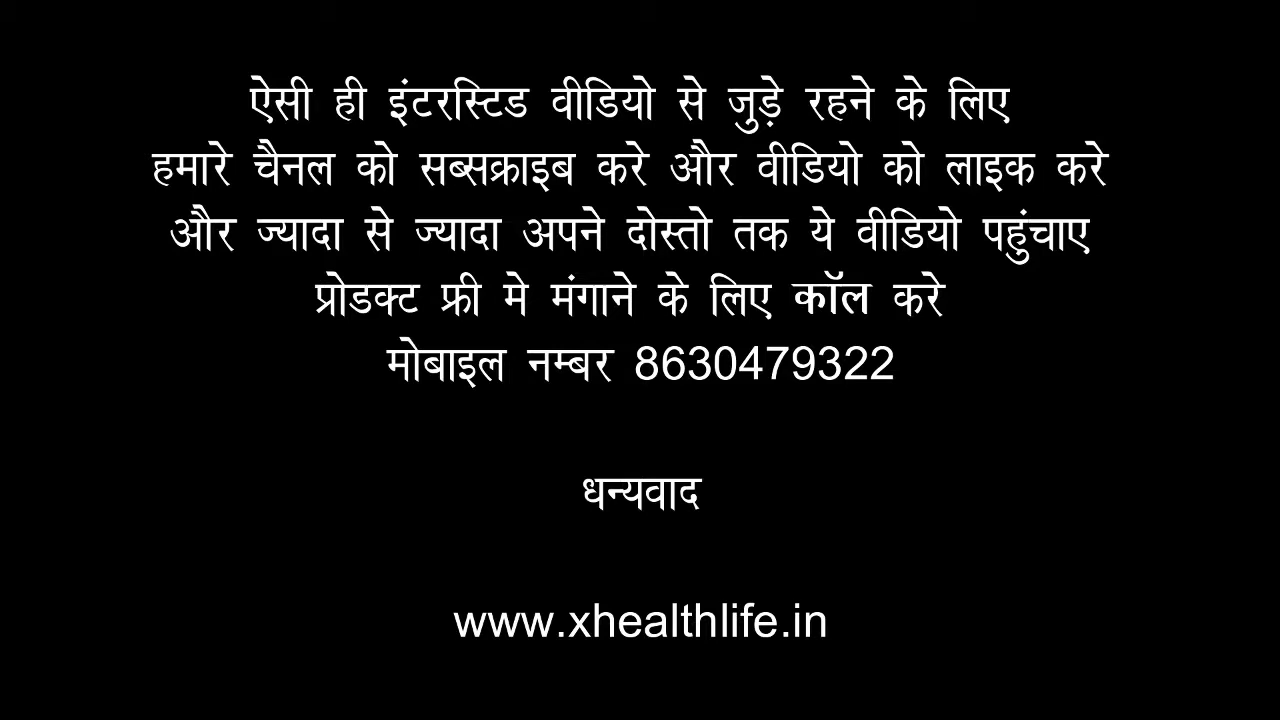 ऐसी ही इंटरस्टिड वीडियो से जुड़े रहने के लिए
हमारे चैनल को सब्सक्राइब करे और वीडियो को लाइक करे
और ज्यादा से ज्यादा अपने दोस्तो तक ये वीडियो पहुंचाए
प्रोडक्ट फ्री मे मंगाने के लिए कॉल करे
मोबाइल नम्बर 8630479322
धन्यवाद
www.xhealthlife.in